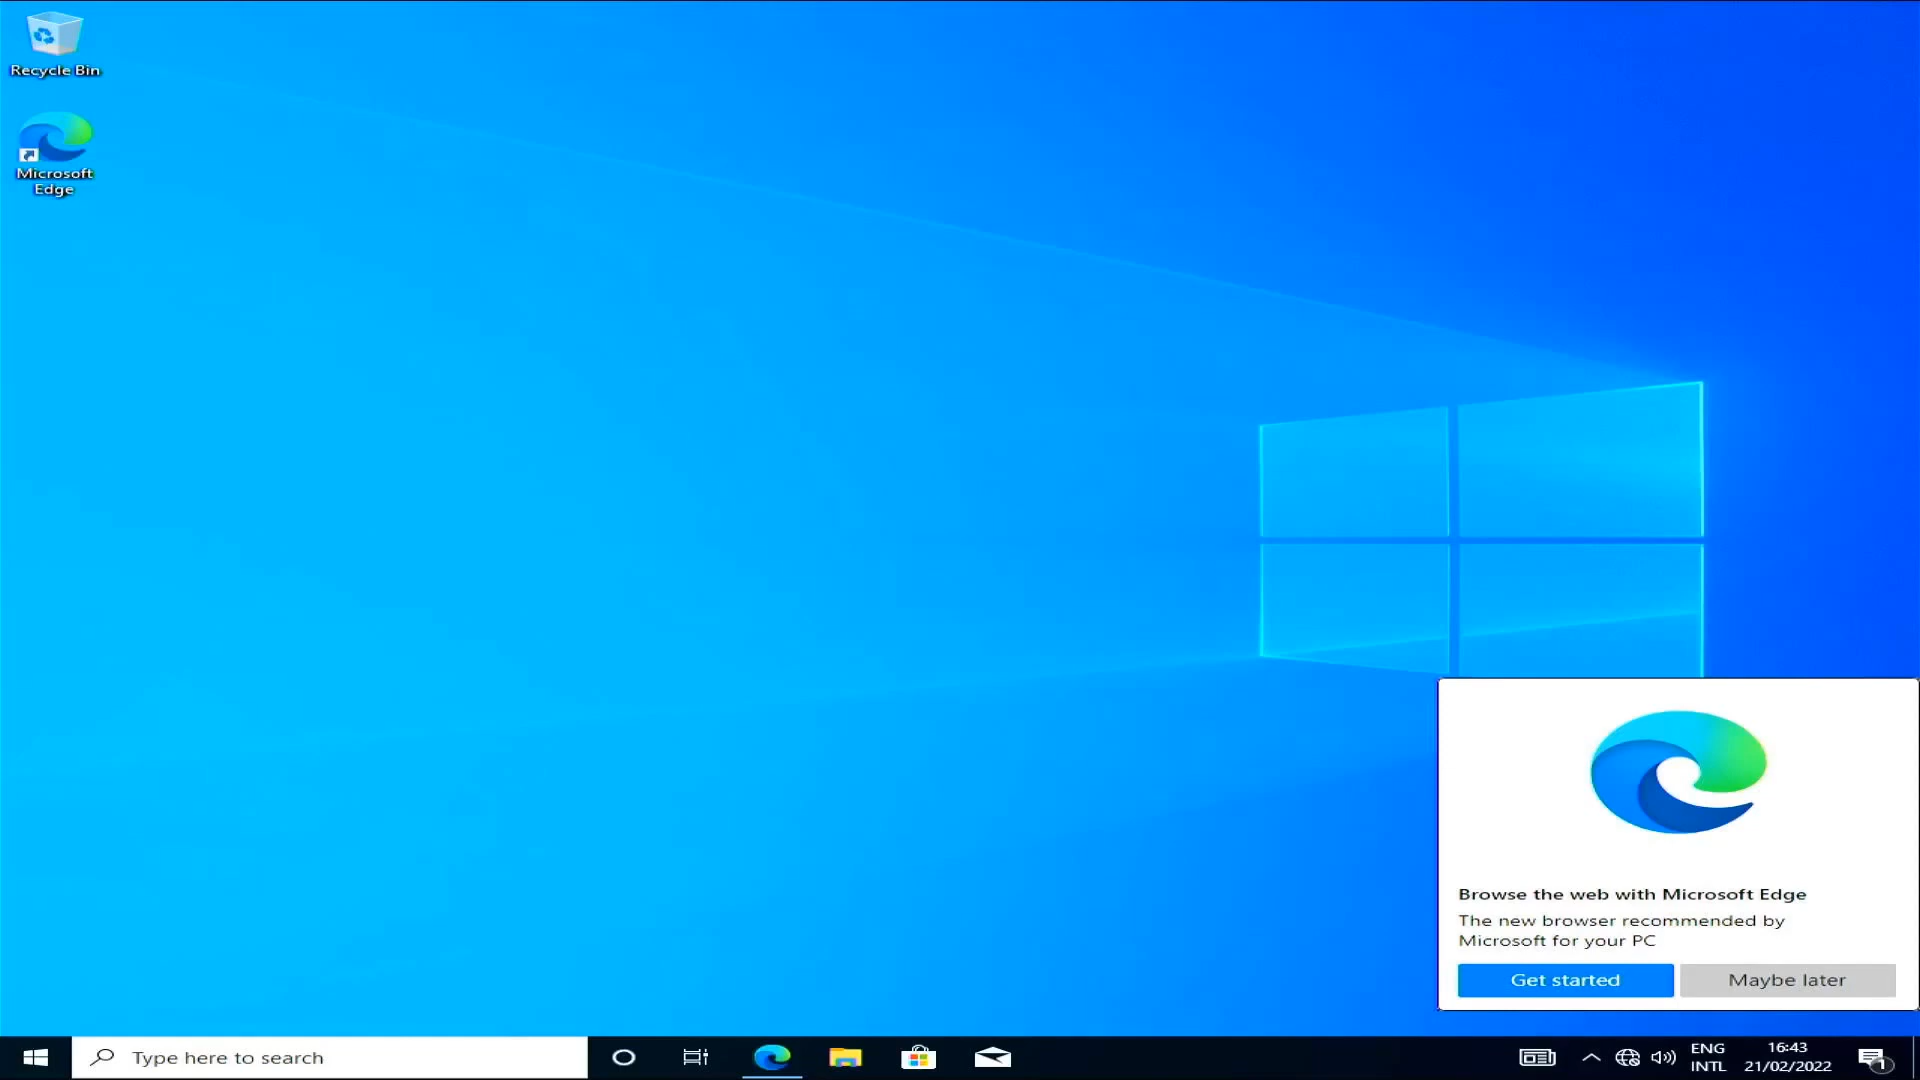 Recycle Bin
Microsoft
Edge
Browse the web with Microsoft Edge
The new browser recommended by
Microsoft for your PC
Get started
Maybe later
Type here to search
ENG
INTL
16:43
21/02/2022
1